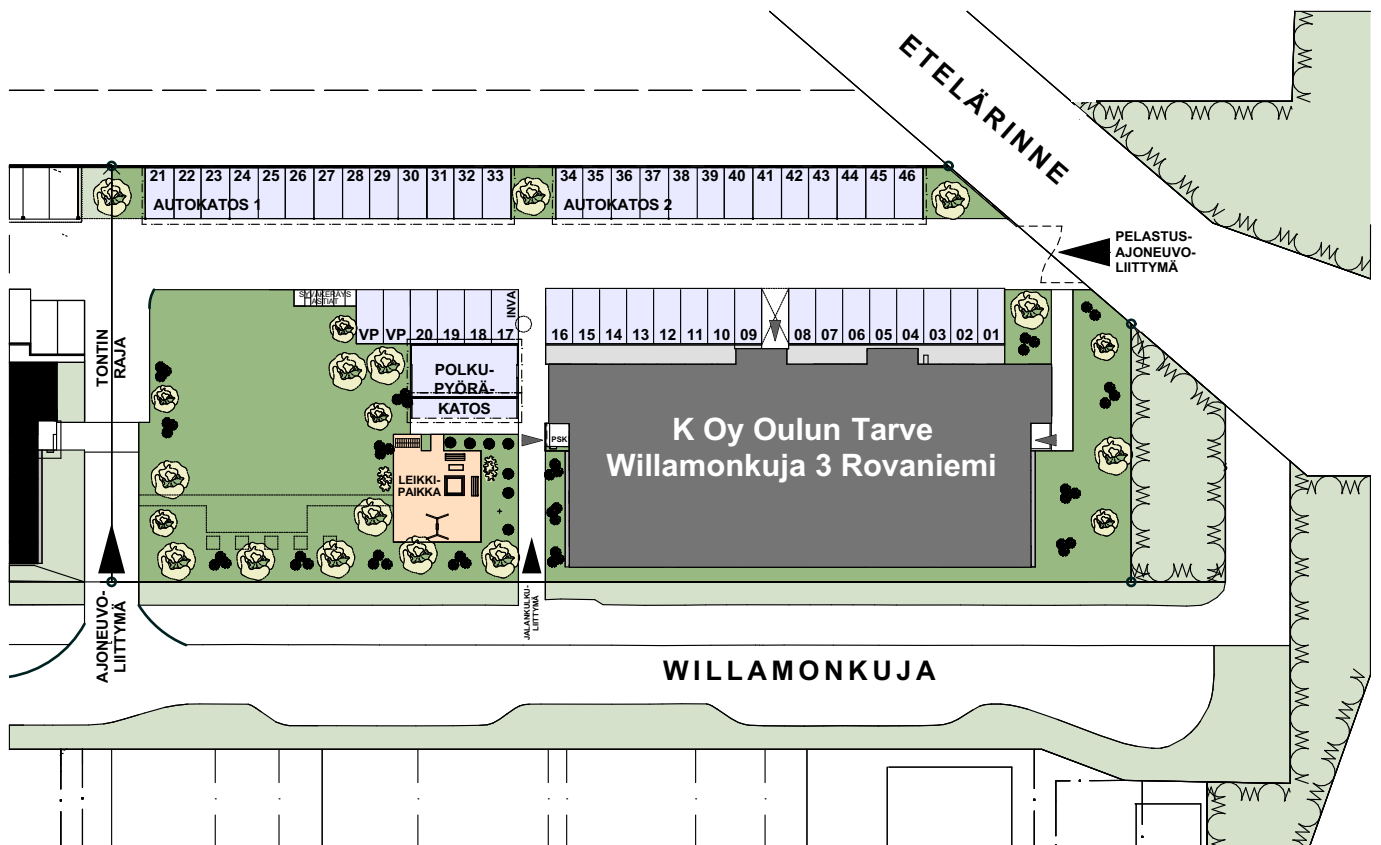 ETELÄRINNE
21 22 23 24 25 26 27 28 29 30 31 32 33
34 35 36 37 38 39 40 41 42 43 44 45 46
AUTOKATOS 1
AUTOKATOS 2
PELASTUS-
AJONEUVO-
LIITTYMÄ
SYVÄKERÄYS
ASTIAT
INVA
VP VP 20 19 18 17
16 15 14 13 12 11 10 09
08 07 06 05 04 03 02 01
TONTIN
RAJA
POLKU-
PYÖRÄ-
KATOS
PSK
K Oy Oulun Tarve
Willamonkuja 3 Rovaniemi
LEIKKI-
PAIKKA
AJONEUVO-
LIITTYMÄ
JALANKULKU-
LIITTYMÄ
WILLAMONKUJA